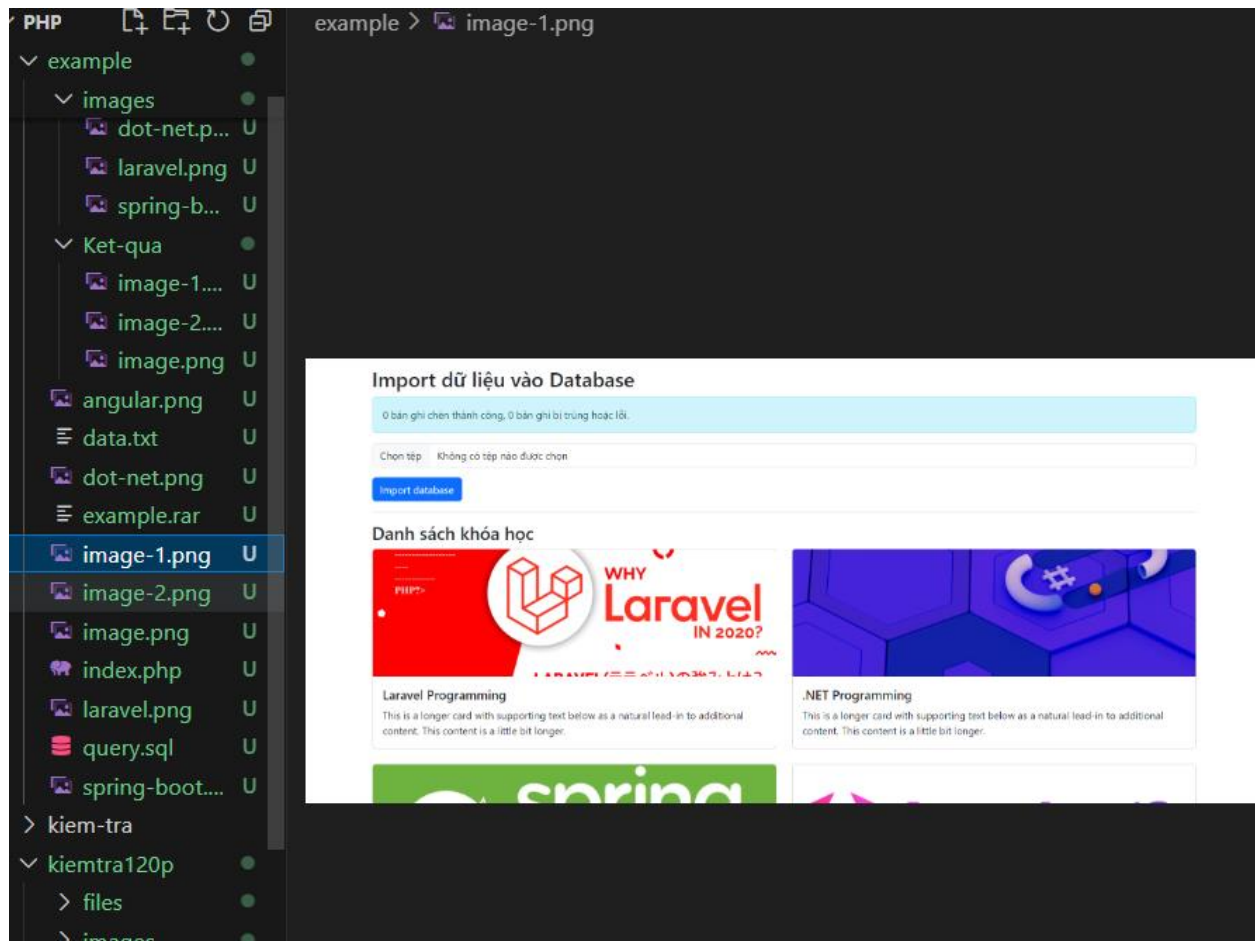 PHP
example > image-1.png
example
images
dot-net.p... U
laravel.png U
spring-b... U
Ket-qua
image-1.... U
image-2.... U
image.png U
angular.png U
data.txt U
dot-net.png U
example.rar U
image-1.png U
image-2.png U
image.png U
index.php U
laravel.png U
query.sql U
spring-boot.... U
kiem-tra
kiemtra120p
files
images
Import dữ liệu vào Database
0 bản ghi chèn thành công, 0 bản ghi bị trùng hoặc lỗi.
Chọn tệp Không có tệp nào được chọn
Import database
Danh sách khóa học
PHP?>
WHY
Laravel
IN 2020?
Laravel Programming
This is a longer card with supporting text below as a natural lead-in to additional
content. This content is a little bit longer.
.NET Programming
This is a longer card with supporting text below as a natural lead-in to additional
content. This content is a little bit longer.
spring